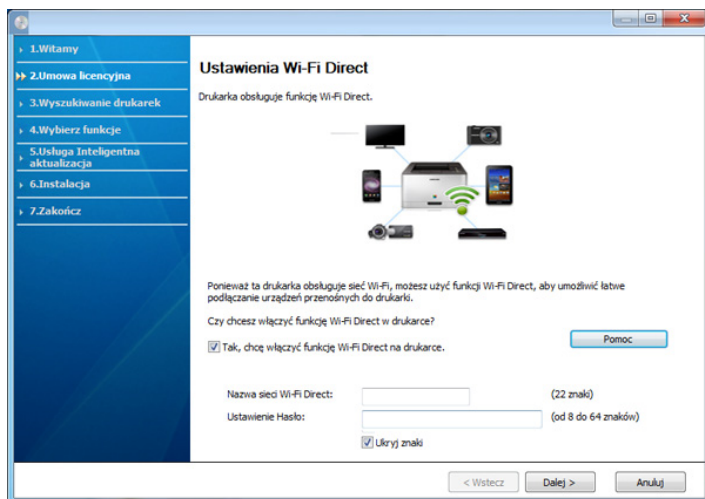 1.Witamy
2.Umowa licencyjna
3.Wyszukiwanie drukarek
4.Wybierz funkcje
5.Usługa Inteligentna
aktualizacja
6.Instalacja
7.Zakończ
Ustawienia Wi-Fi Direct
Drukarka obsługuje funkcję Wi-Fi Direct.
Ponieważ ta drukarka obsługuje sieć Wi-Fi, możesz użyć funkcji Wi-Fi Direct, aby umożliwić łatwe
podłączanie urządzeń przenośnych do drukarki.
Czy chcesz włączyć funkcję Wi-Fi Direct w drukarce?
Tak, chcę włączyć funkcję Wi-Fi Direct na drukarce.
Pomoc
Nazwa sieci Wi-Fi Direct: (22 znaki)
Ustawienie Hasło: (od 8 do 64 znaków)
Ukryj znaki
< Wstecz Dalej > Anuluj